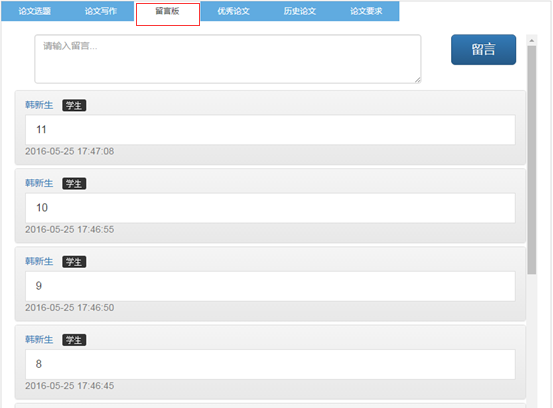 论文选题 论文写作 留言版 优秀论文 历史论文 论文要求
请输入留言... 留言
韩新生 学生
11
2016-05-25 17:47:08
韩新生 学生
10
2016-05-25 17:46:55
韩新生 学生
9
2016-05-25 17:46:50
韩新生 学生
8
2016-05-25 17:46:45